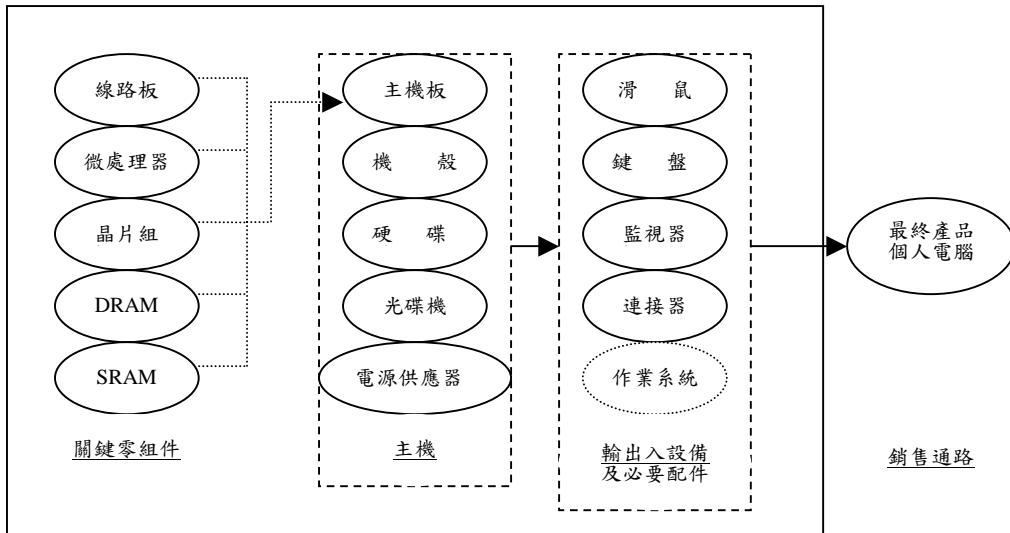 線路板
微處理器
晶片組
DRAM
SRAM
關鍵零組件
主機板
機 殼
硬 碟
光碟機
電源供應器
主機
滑 鼠
鍵 盤
監視器
連接器
作業系統
輸出入設備
及必要配件
最終產品
個人電腦
銷售通路